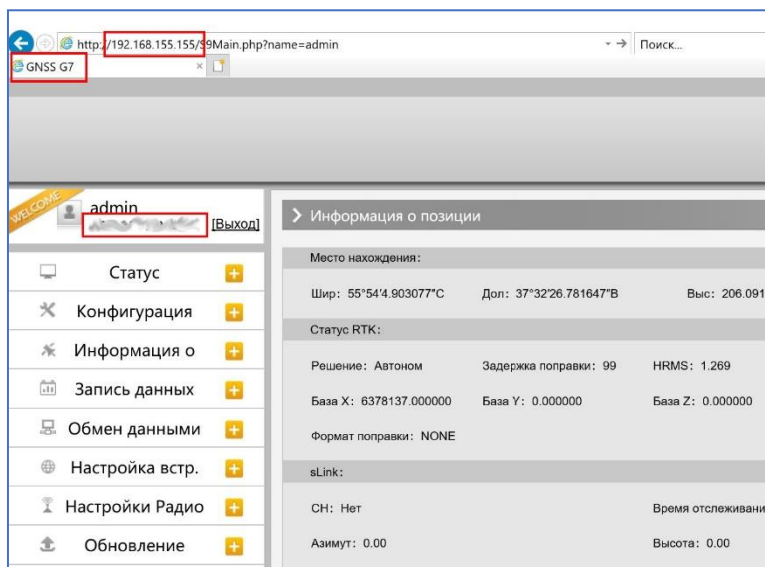 http://192.168.155.155/S9Main.php?name=admin
Поиск...
GNSS G7
WELCOME
admin
[Выход]
Информация о позиции
Статус
Конфигурация
Информация о
Запись данных
Обмен данными
Настройка встр.
Настройки Радио
Обновление
Место нахождения:
Шир: 55°54'4.903077"С Дол: 37°32'26.781647"В Выс: 206.091
Статус RTK:
Решение: Автоном Задержка поправки: 99 HRMS: 1.269
База X: 6378137.000000 База Y: 0.000000 База Z: 0.000000
Формат поправки: NONE
sLink:
СН: Нет Время отслеживани
Азимут: 0.00 Высота: 0.00